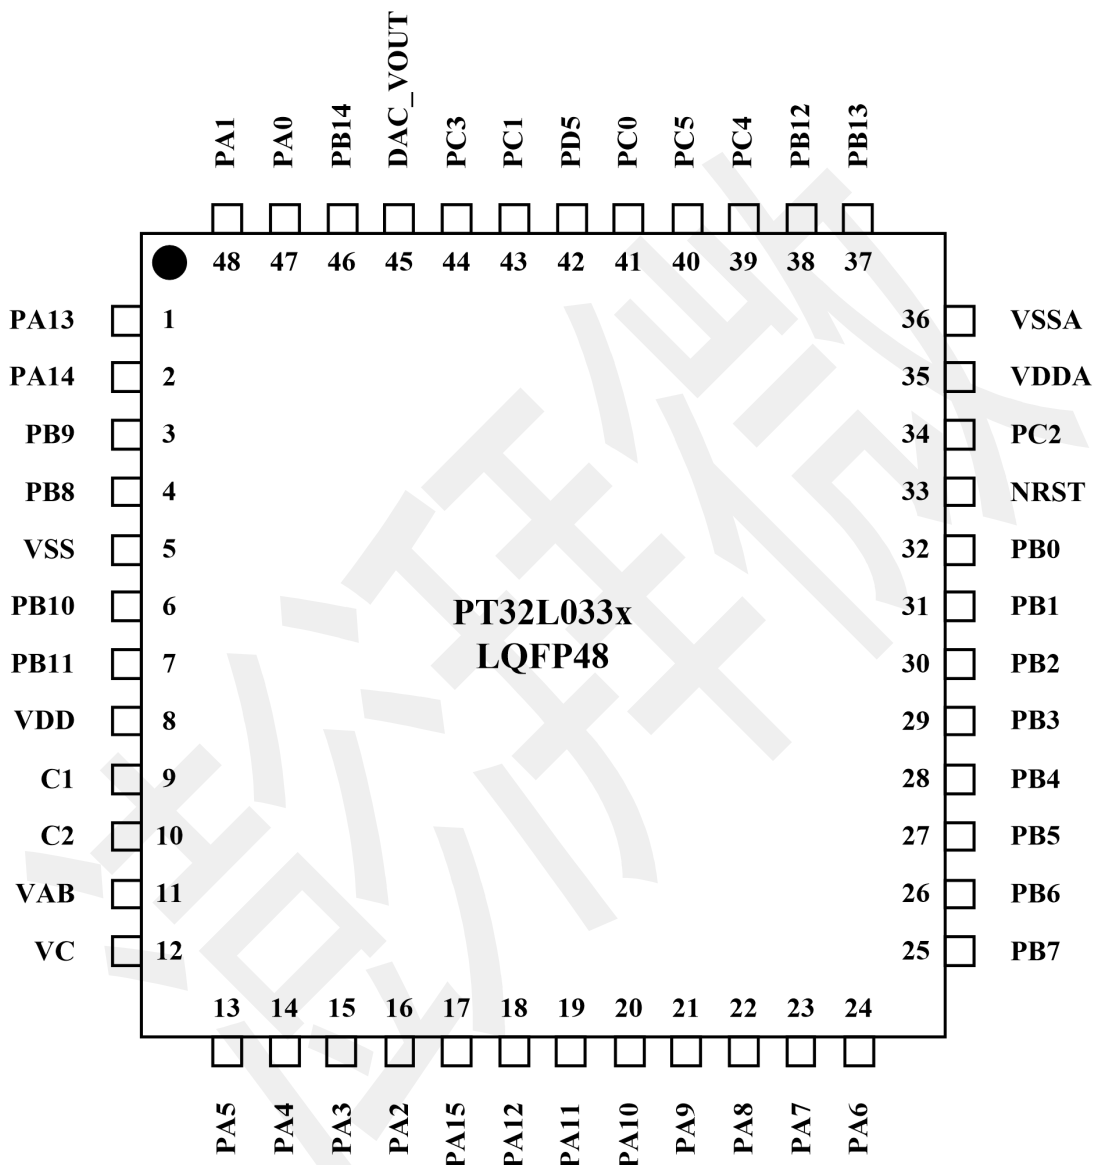 PA1 PA0 PB14 DAC_VOUT PC3 PC1 PD5 PC0 PC5 PC4 PB12 PB13
48 47 46 45 44 43 42 41 40 39 38 37
PA13 1 36 VSSA
PA14 2 35 VDDA
PB9 3 34 PC2
PB8 4 33 NRST
VSS 5 32 PB0
PB10 6 31 PB1
PT32L033x
LQFP48
PB11 7 30 PB2
VDD 8 29 PB3
C1 9 28 PB4
C2 10 27 PB5
VAB 11 26 PB6
VC 12 25 PB7
13 14 15 16 17 18 19 20 21 22 23 24
PA5 PA4 PA3 PA2 PA15 PA12 PA11 PA10 PA9 PA8 PA7 PA6
澎湃微